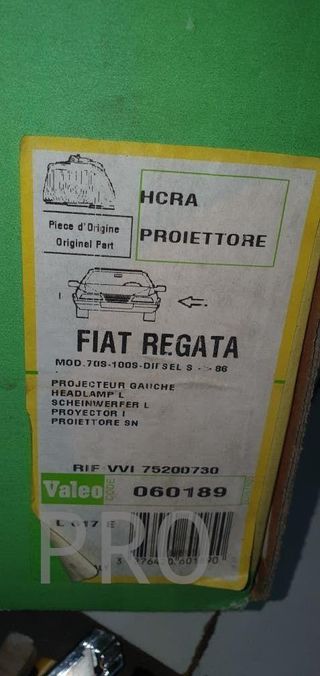 HCRA
Piece d'Origine
Original Part
PROIETTORE
I
FIAT REGATA
MOD.70S-100S-DIESEL S -> 86
PROJECTEUR GAUCHE
HEADLAMP L
SCHEINWERFER L
PROYECTOR I
PROIETTORE SN
RIF VVI 75200730
Valeo CODE 060189
PRO